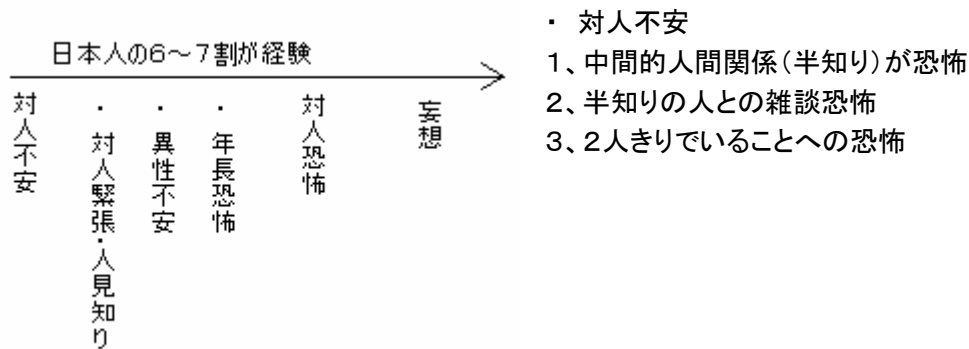 日本人の6～7割が経験
対人不安
・対人緊張・人見知り
・異性不安
・年長恐怖
対人恐怖
妄想
・ 対人不安
1、中間的人間関係（半知り）が恐怖
2、半知りの人との雑談恐怖
3、2人きりでいることへの恐怖